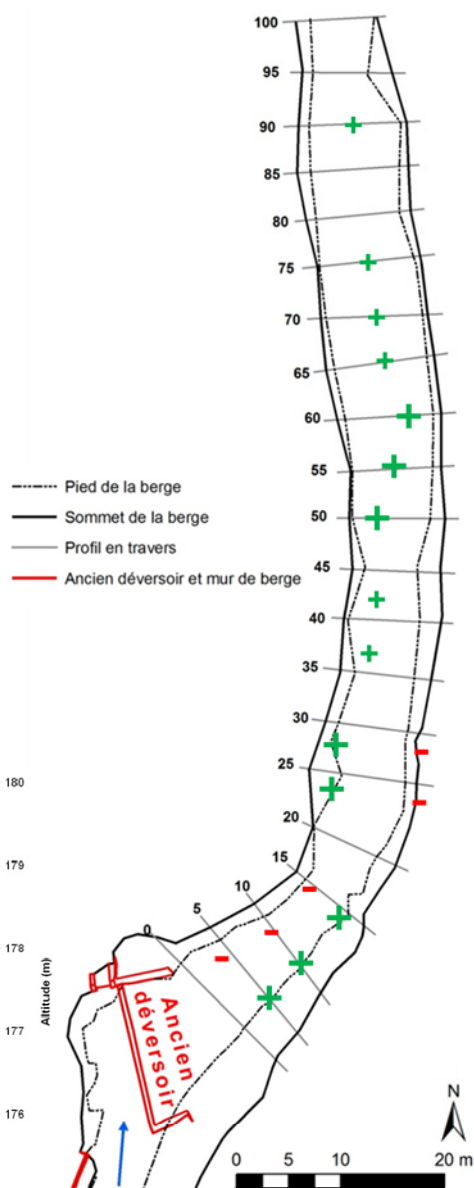 100
95
90
85
80
75
70
65
60
55
50
45
40
35
30
25
20
15
10
5
0
Pied de la berge
Sommet de la berge
Profil en travers
Ancien déversoir et mur de berge
180
179
178
177
176
Altitude (m)
Ancien
déversoir
N
0 5 10 20 m